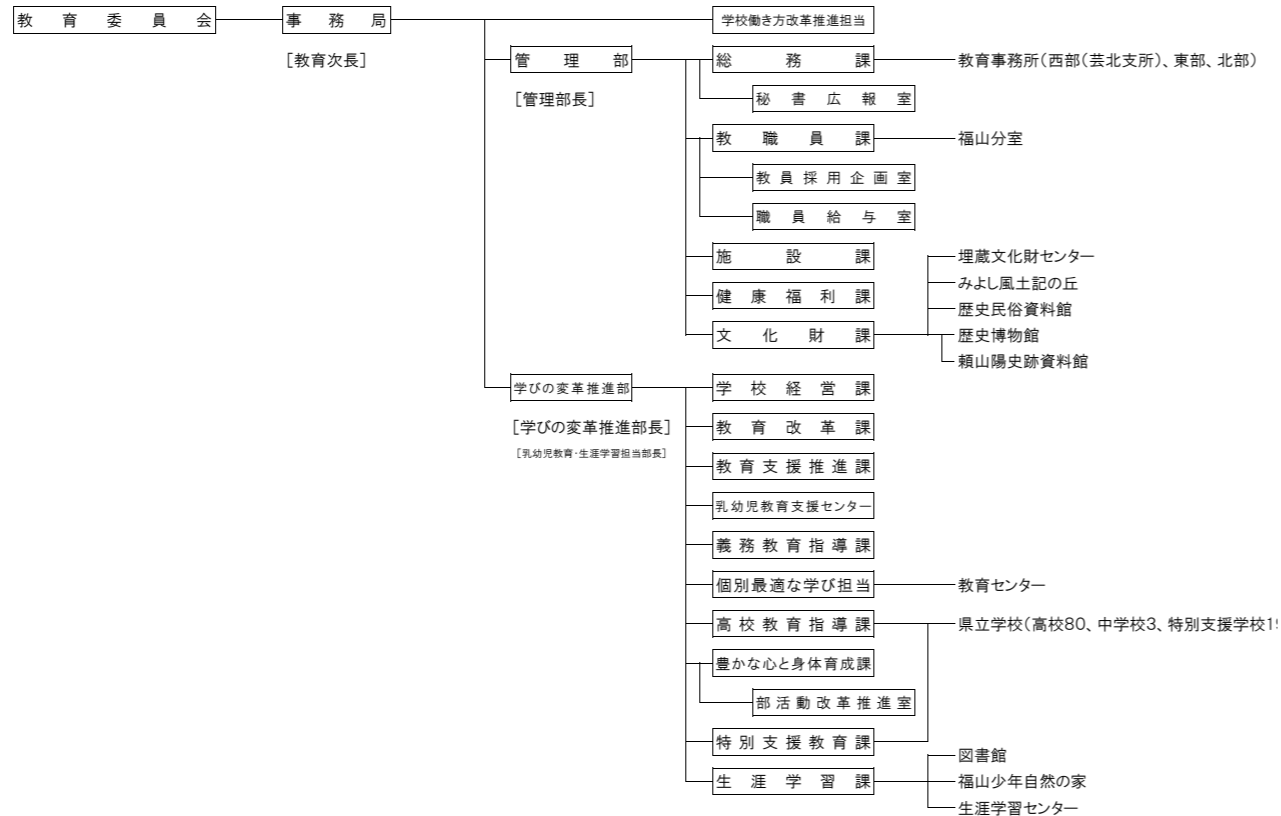 教育委員会
事務局
学校働き方改革推進担当
[教育次長]
管理部
総務課
教育事務所(西部(芸北支所)、東部、北部)
[管理部長]
秘書広報室
教職員課
福山分室
教員採用企画室
職員給与室
施設課
埋蔵文化財センター
みよし風土記の丘
健康福利課
歴史民俗資料館
文化財課
歴史博物館
頼山陽史跡資料館
学びの変革推進部
学校経営課
[学びの変革推進部長]
教育改革課
[乳幼児教育・生涯学習担当部長]
教育支援推進課
乳幼児教育支援センター
義務教育指導課
個別最適な学び担当
教育センター
高校教育指導課
県立学校(高校80、中学校3、特別支援学校1
豊かな心と身体育成課
部活動改革推進室
特別支援教育課
図書館
生涯学習課
福山少年自然の家
生涯学習センター